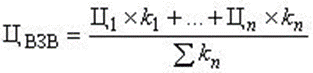 Ц_ВЗВ = (Ц_1 × k_1 + ... + Ц_n × k_n) / ∑ k_n